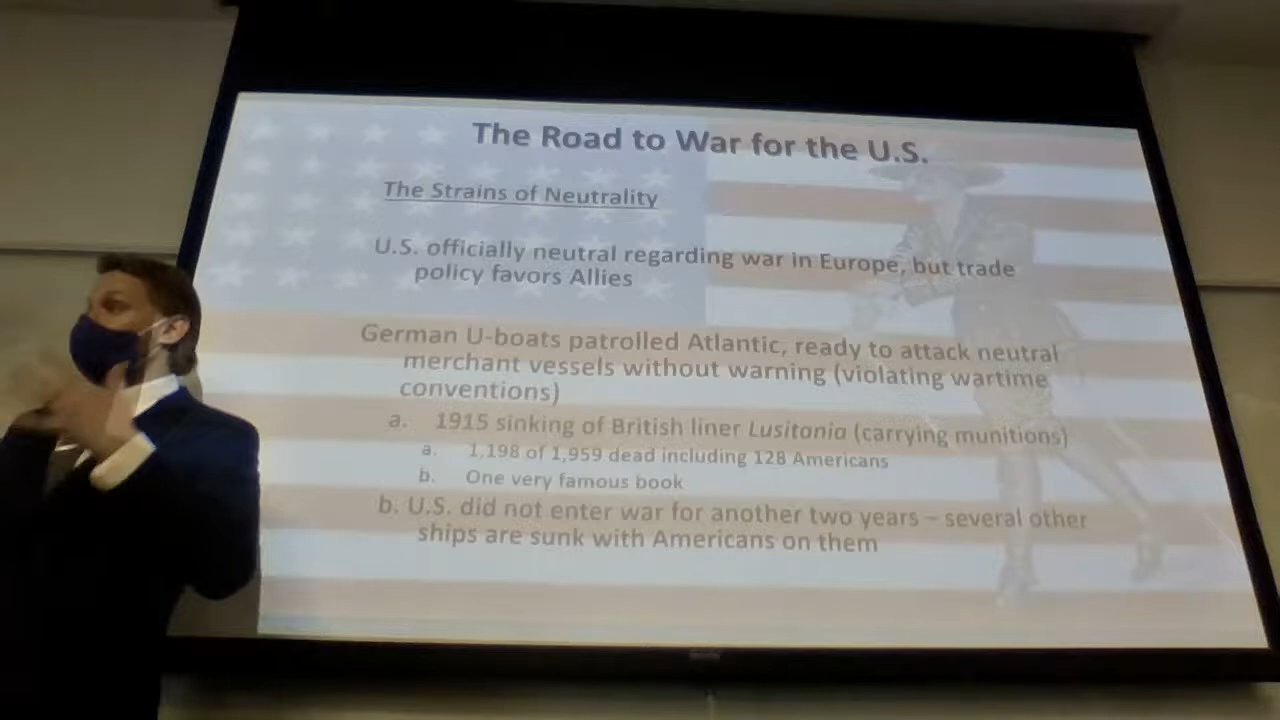 The Road to War for the U.S.
The Strains of Neutrality
U.S. officially neutral regarding war in Europe, but trade
policy favors Allies
German U-boats patrolled Atlantic, ready to attack neutral
merchant vessels without warning (violating wartime
conventions)
a. 1915 sinking of British liner Lusitania (carrying munitions)
a. 1,198 of 1,959 dead including 128 Americans
b. One very famous book
b. U.S. did not enter war for another two years – several other
ships are sunk with Americans on them